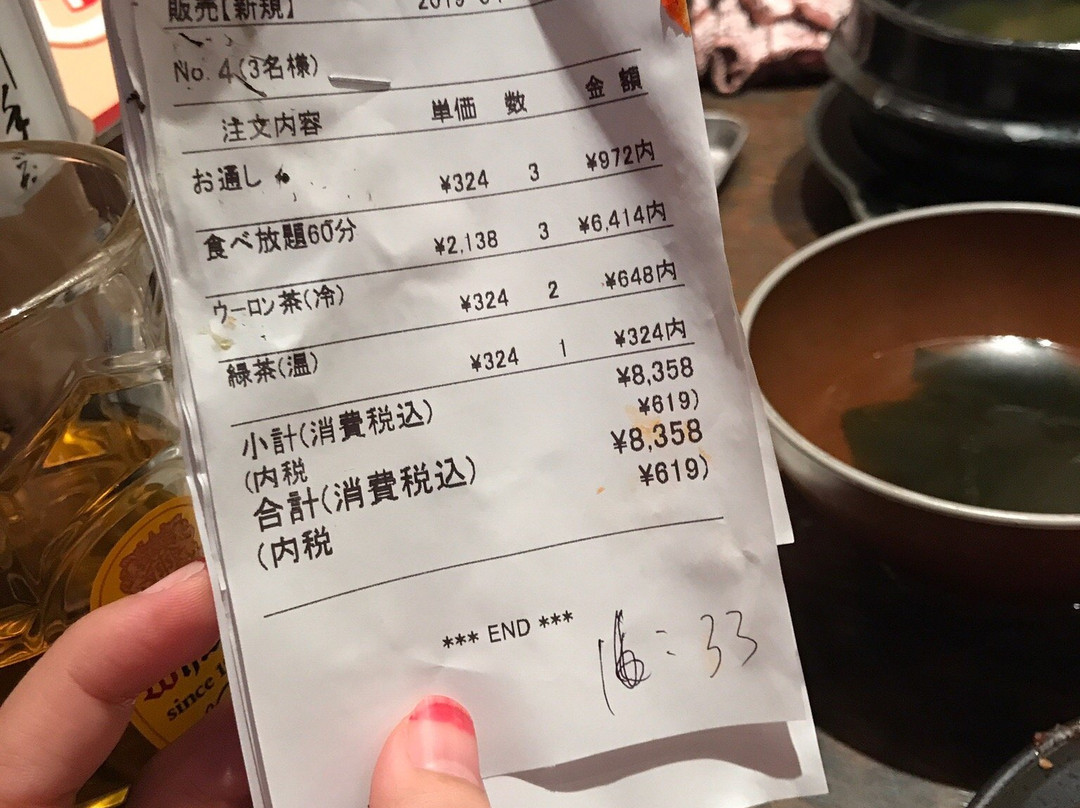 販売【新規】 2019
No. 4(3名様)
注文内容 単価 数 金額
お通し ¥324 3 ¥972内
食べ放題60分 ¥2,138 3 ¥6,414内
ウーロン茶(冷) ¥324 2 ¥648内
緑茶(温) ¥324 1 ¥324内
小計(消費税込) ¥8,358
(内税 ¥619)
合計(消費税込) ¥8,358
(内税 ¥619)
*** END ***
: 33
since